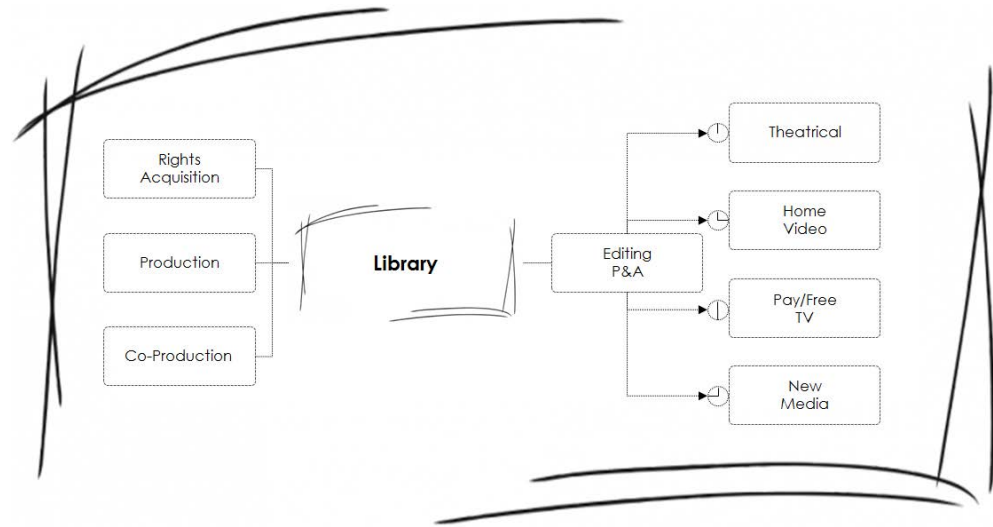 Rights
Acquisition
Production
Co-Production
Library
Editing
P&A
Theatrical
Home
Video
Pay/Free
TV
New
Media